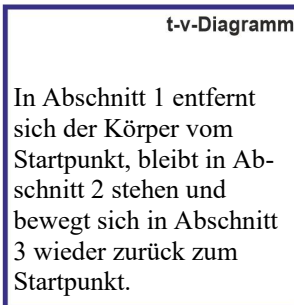 t-v-Diagramm
In Abschnitt 1 entfernt
sich der Körper vom
Startpunkt, bleibt in Ab-
schnitt 2 stehen und
bewegt sich in Abschnitt
3 wieder zurück zum
Startpunkt.